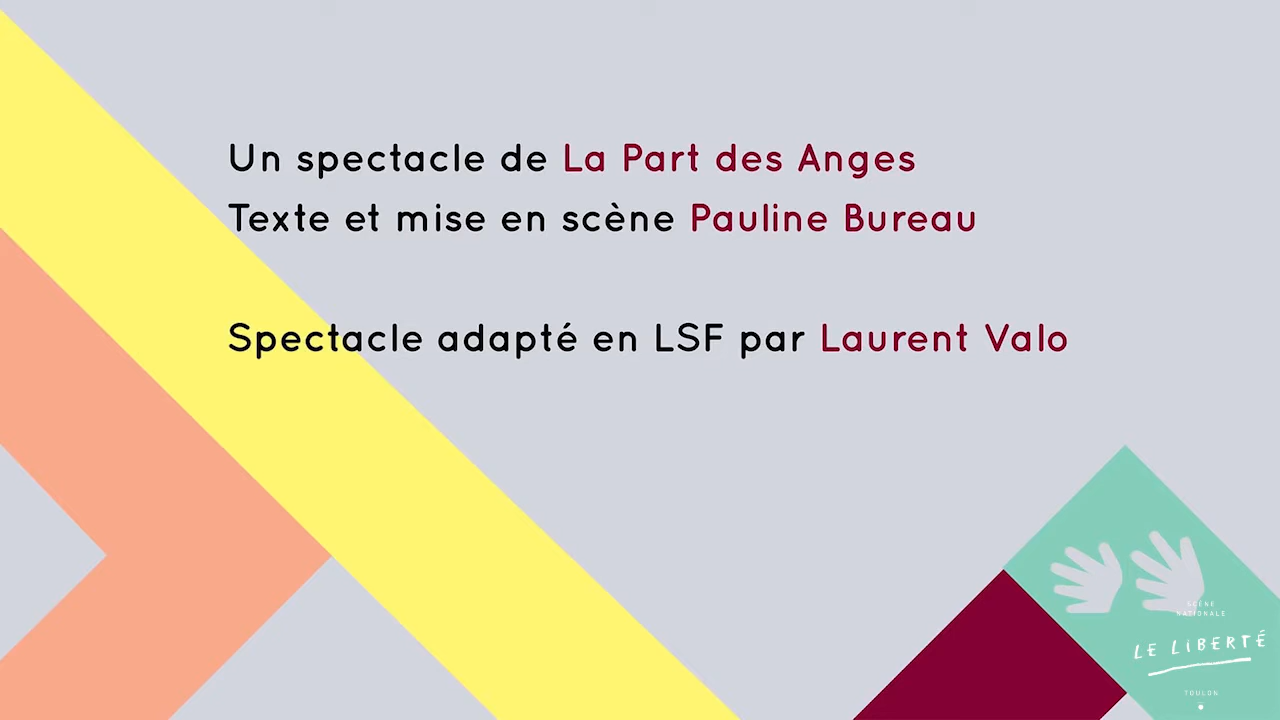 Un spectacle de La Part des Anges
Texte et mise en scène Pauline Bureau
Spectacle adapté en LSF par Laurent Valo
SCÈNE
NATIONALE
LE LIBERTÉ
TOULON